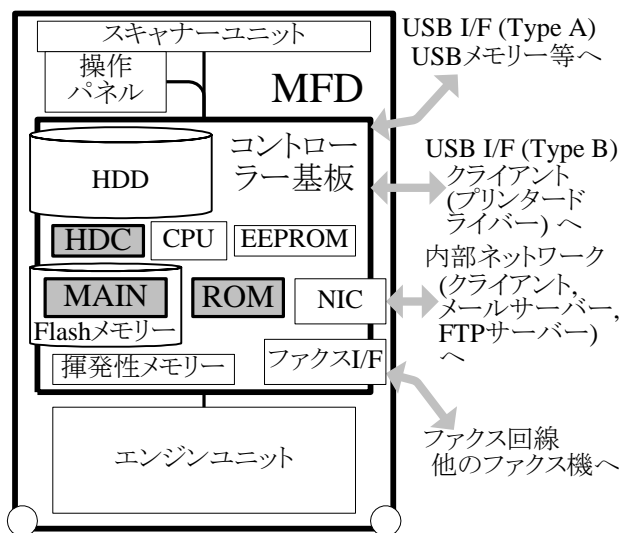 スキャナーユニット
操作
パネル
MFD
コントロー
ラー基板
HDD
HDC
CPU
EEPROM
MAIN
ROM
NIC
Flashメモリー
揮発性メモリー
ファクスI/F
エンジンユニット
USB I/F (Type A)
USBメモリー等へ
USB I/F (Type B)
クライアント
(プリンタード
ライバー) へ
内部ネットワーク
(クライアント,
メールサーバー,
FTPサーバー)
へ
ファクス回線
他のファクス機へ